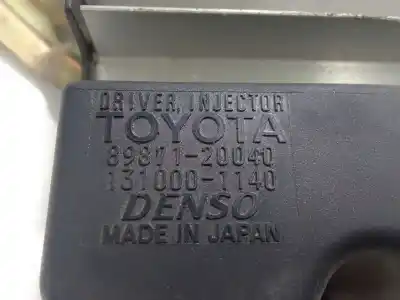 DRIVER, INJECTOR
TOYOTA
89871-20040
131000-1140
DENSO
MADE IN JAPAN